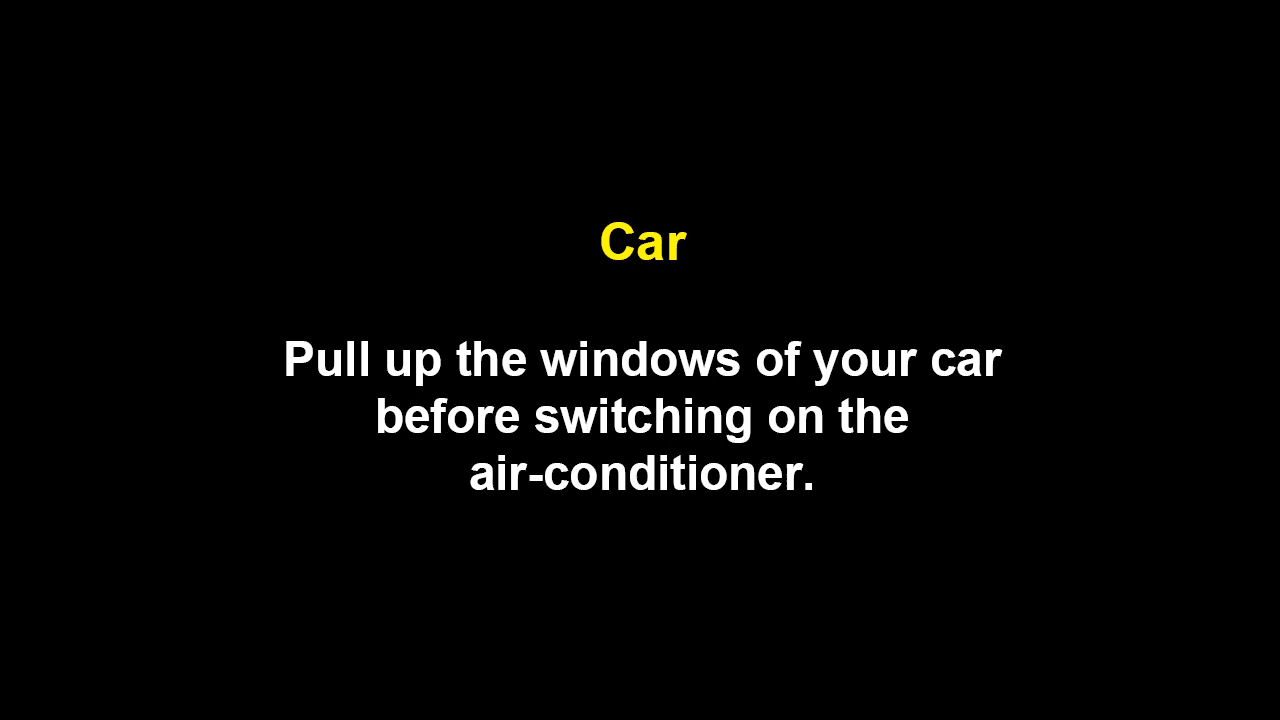 Car
Pull up the windows of your car
before switching on the
air-conditioner.